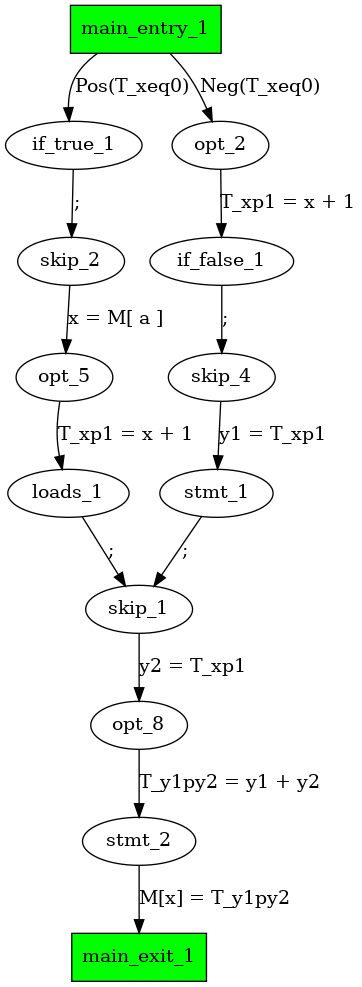 main_entry_1
Pos(T_xeq0)
Neg(T_xeq0)
if_true_1
opt_2
;
T_xp1 = x + 1
skip_2
if_false_1
x = M[ a ]
;
opt_5
skip_4
T_xp1 = x + 1
y1 = T_xp1
loads_1
stmt_1
;
;
skip_1
y2 = T_xp1
opt_8
T_y1py2 = y1 + y2
stmt_2
M[x] = T_y1py2
main_exit_1